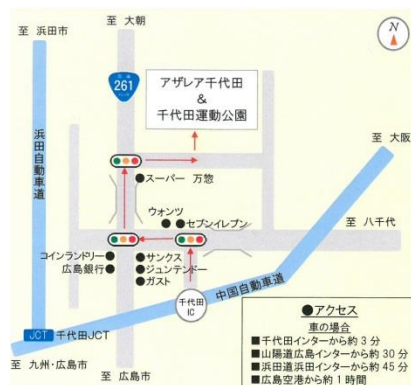 至 浜田市
至 大朝
N
国道
261
アザレア千代田
&
千代田運動公園
至 大阪
浜田自動車道
スーパー 万惣
ウォンツ
セブンイレブン
至 八千代
コインランドリー
広島銀行
サンクス
ジュンテンドー
ガスト
千代田
IC
中国自動車道
JCT 千代田JCT
至 九州・広島市
至 広島市
●アクセス
車の場合
■千代田インターから約３分
■山陽道広島インターから約30分
■浜田道浜田インターから約45分
■広島空港から約１時間